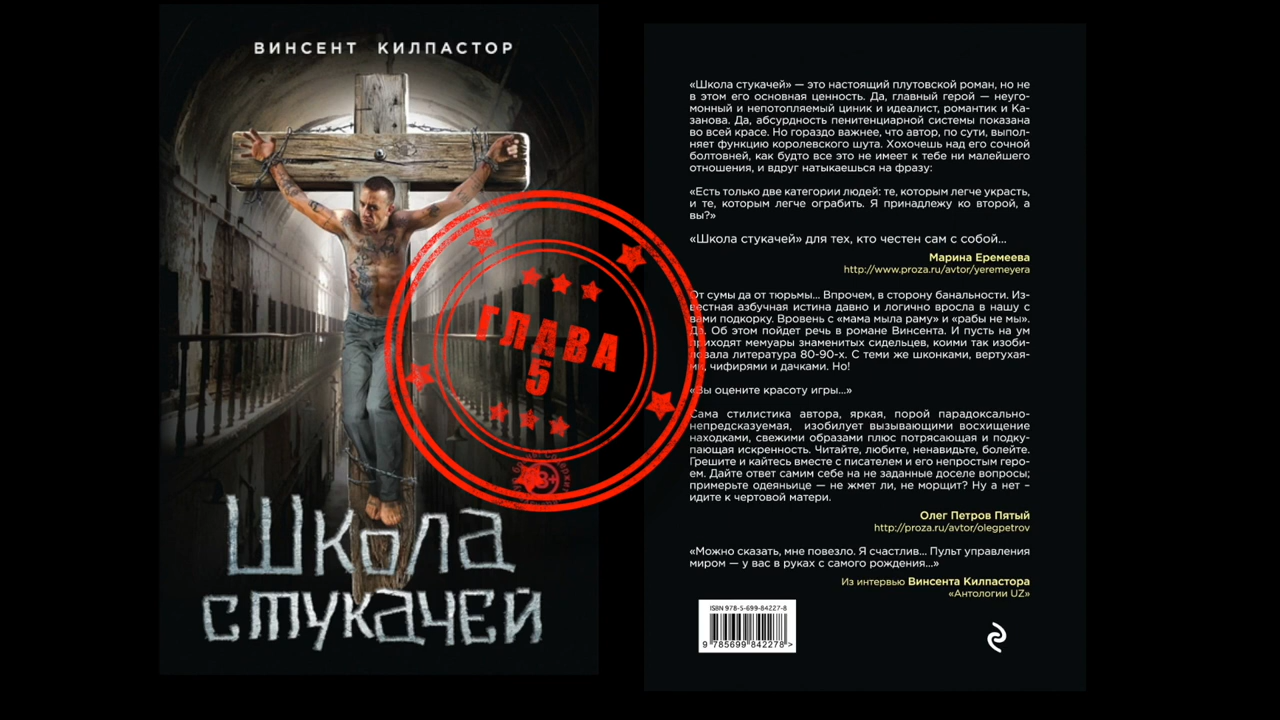 ВИНСЕНТ КИЛПАСТОР
Школа
стукачей
ГЛАВА
5
«Школа стукачей» — это настоящий плутовской роман, но не
в этом его основная ценность. Да, главный герой — неуго-
монный и непотопляемый циник и идеалист, романтик и Ка-
занова. Да, абсурдность пенитенциарной системы показана
во всей красе. Но гораздо важнее, что автор, по сути, выпол-
няет функцию королевского шута. Хохочешь над его сочной
болтовней, как будто все это не имеет к тебе ни малейшего
отношения, и вдруг натыкаешься на фразу:
«Есть только две категории людей: те, которым легче украсть,
и те, которым легче ограбить. Я принадлежу ко второй, а
вы?»
«Школа стукачей» для тех, кто честен сам с собой...
Марина Еремеева
http://www.proza.ru/avtor/yeremeyera
От сумы да от тюрьмы... Впрочем, в сторону банальности. Из-
вестная азбучная истина давно и логично вросла в нашу с
вами подкорку. Вровень с «мама мыла раму» и «рабы не мы».
Да. Об этом пойдет речь в романе Винсента. И пусть на ум
приходят мемуары знаменитых сидельцев, коими так изоби-
ловала литература 80-90-х. С теми же шконками, вертухая-
ми, чифирями и дачками. Но!
«Вы оцените красоту игры...»
Сама стилистика автора, яркая, порой парадоксально-
непредсказуемая, изобилует вызывающими восхищение
находками, свежими образами плюс потрясающая и подку-
пающая искренность. Читайте, любите, ненавидьте, болейте.
Грешите и кайтесь вместе с писателем и его непростым геро-
ем. Дайте ответ самим себе на не заданные доселе вопросы;
примерьте одеяньице — не жмет ли, не морщит? Ну а нет –
идите к чертовой матери.
Олег Петров Пятый
http://proza.ru/avtor/olegpetrov
«Можно сказать, мне повезло. Я счастлив... Пульт управления
миром — у вас в руках с самого рождения...»
Из интервью Винсента Килпастора
«Антологии UZ»
ISBN 978-5-699-84227-8
9 785699 842278 >